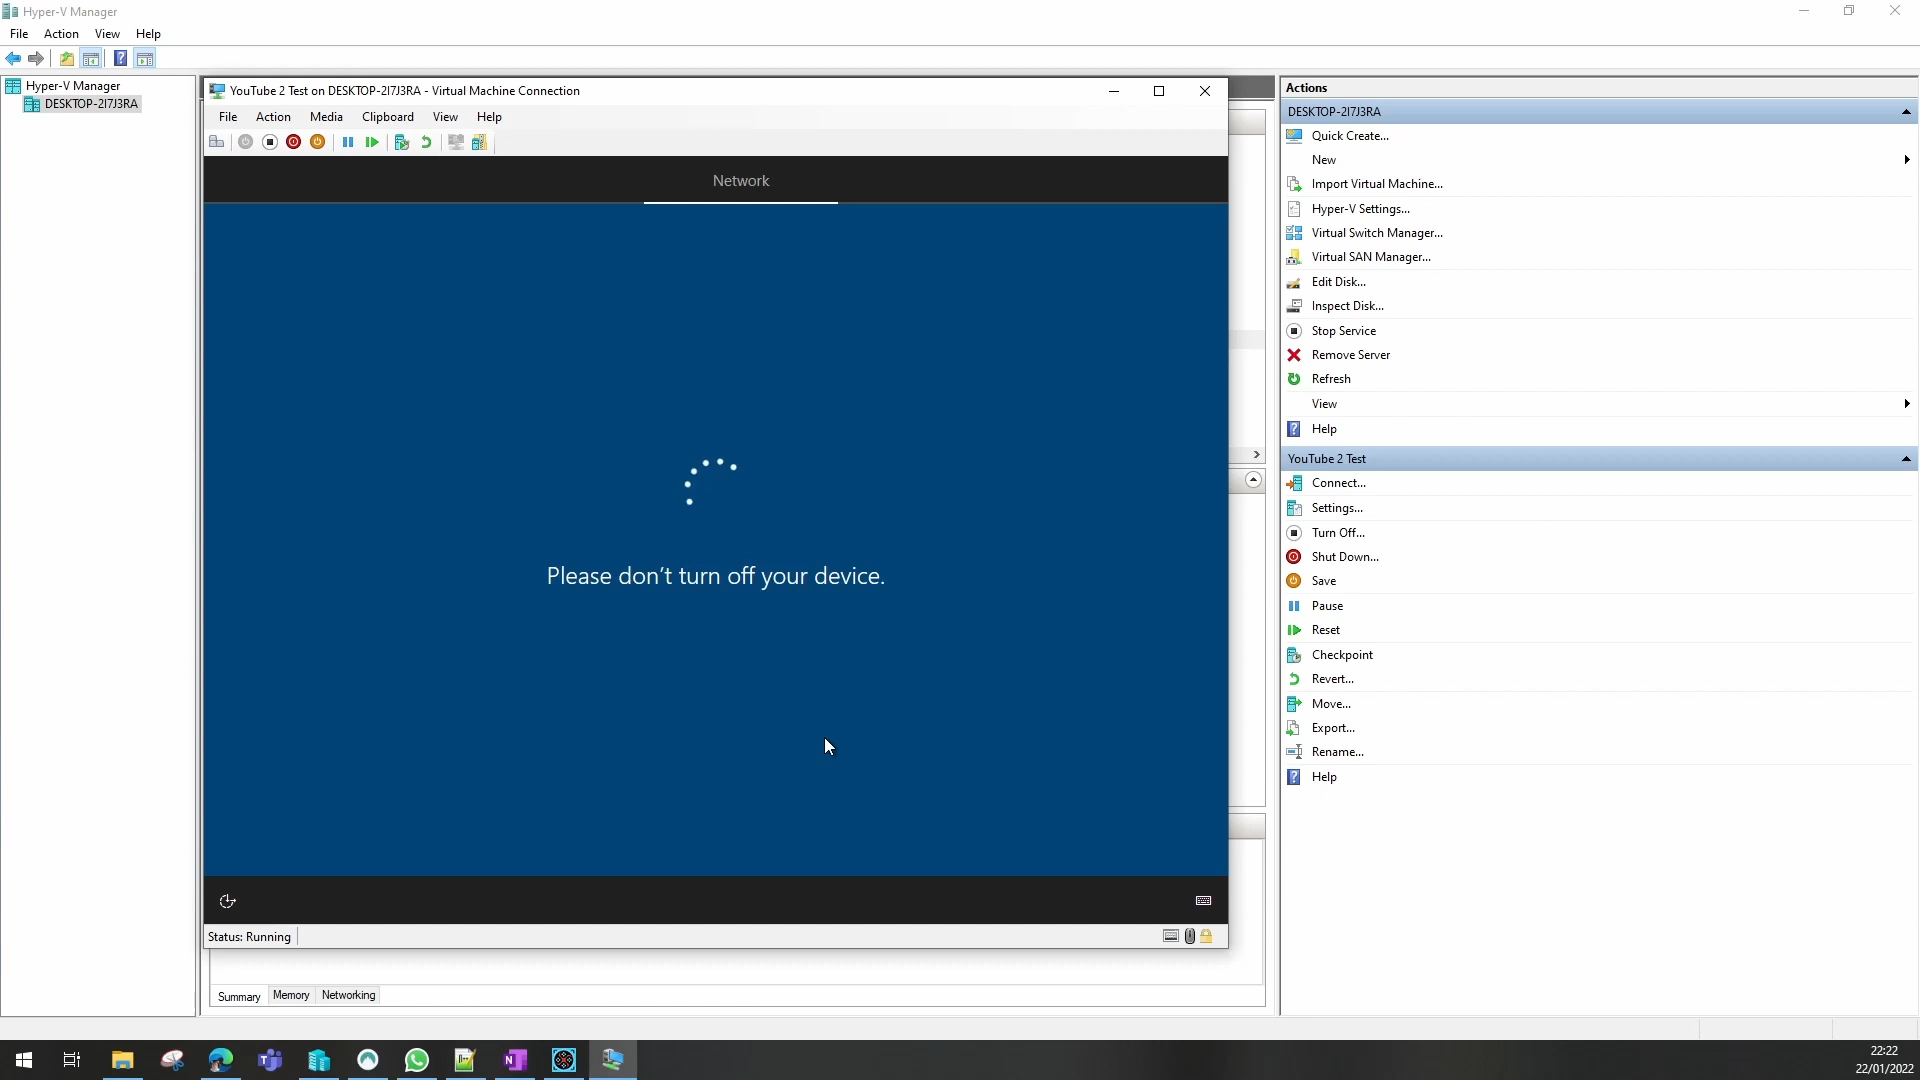 Hyper-V Manager
File Action View Help
Hyper-V Manager
DESKTOP-2I7J3RA
YouTube 2 Test on DESKTOP-2I7J3RA - Virtual Machine Connection
File Action Media Clipboard View Help
Network
Please don't turn off your device.
Status: Running
Summary Memory Networking
Actions
DESKTOP-2I7J3RA
Quick Create...
New
Import Virtual Machine...
Hyper-V Settings...
Virtual Switch Manager...
Virtual SAN Manager...
Edit Disk...
Inspect Disk...
Stop Service
Remove Server
Refresh
View
Help
YouTube 2 Test
Connect...
Settings...
Turn Off...
Shut Down...
Save
Pause
Reset
Checkpoint
Revert...
Move...
Export...
Rename...
Help
22:22
22/01/2022